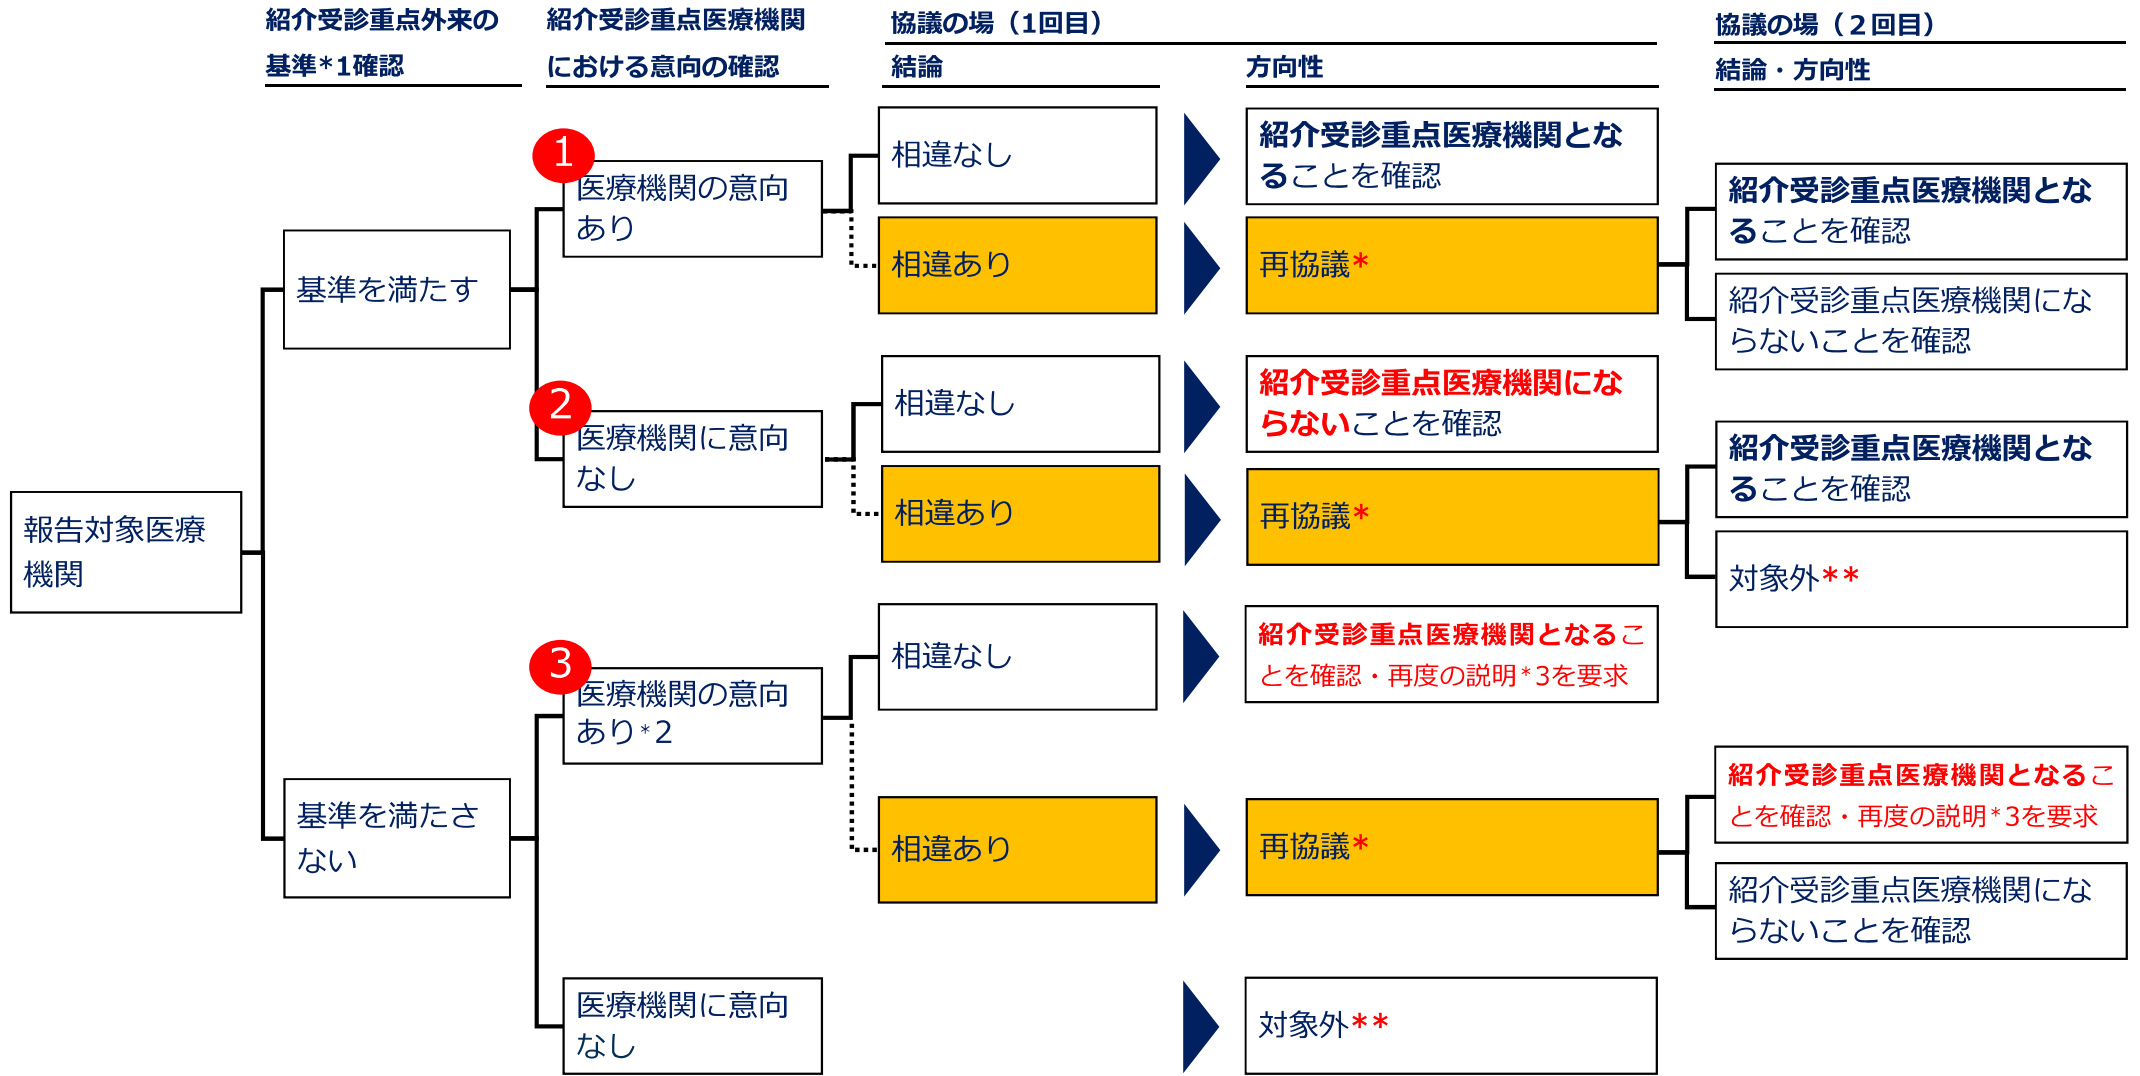 紹介受診重点外来の
基準*1確認
紹介受診重点医療機関
における意向の確認
協議の場（1回目）
結論
方向性
協議の場（２回目）
結論・方向性
報告対象医療
機関
基準を満たす
1
医療機関の意向
あり
相違なし
紹介受診重点医療機関とな
ることを確認
相違あり
再協議*
紹介受診重点医療機関とな
ることを確認
紹介受診重点医療機関にな
らないことを確認
2
医療機関に意向
なし
相違なし
紹介受診重点医療機関にな
らないことを確認
相違あり
再協議*
紹介受診重点医療機関とな
ることを確認
対象外**
基準を満たさ
ない
3
医療機関の意向
あり*2
相違なし
紹介受診重点医療機関となるこ
とを確認・再度の説明*3を要求
相違あり
再協議*
紹介受診重点医療機関となるこ
とを確認・再度の説明*3を要求
紹介受診重点医療機関にな
らないことを確認
医療機関に意向
なし
対象外**